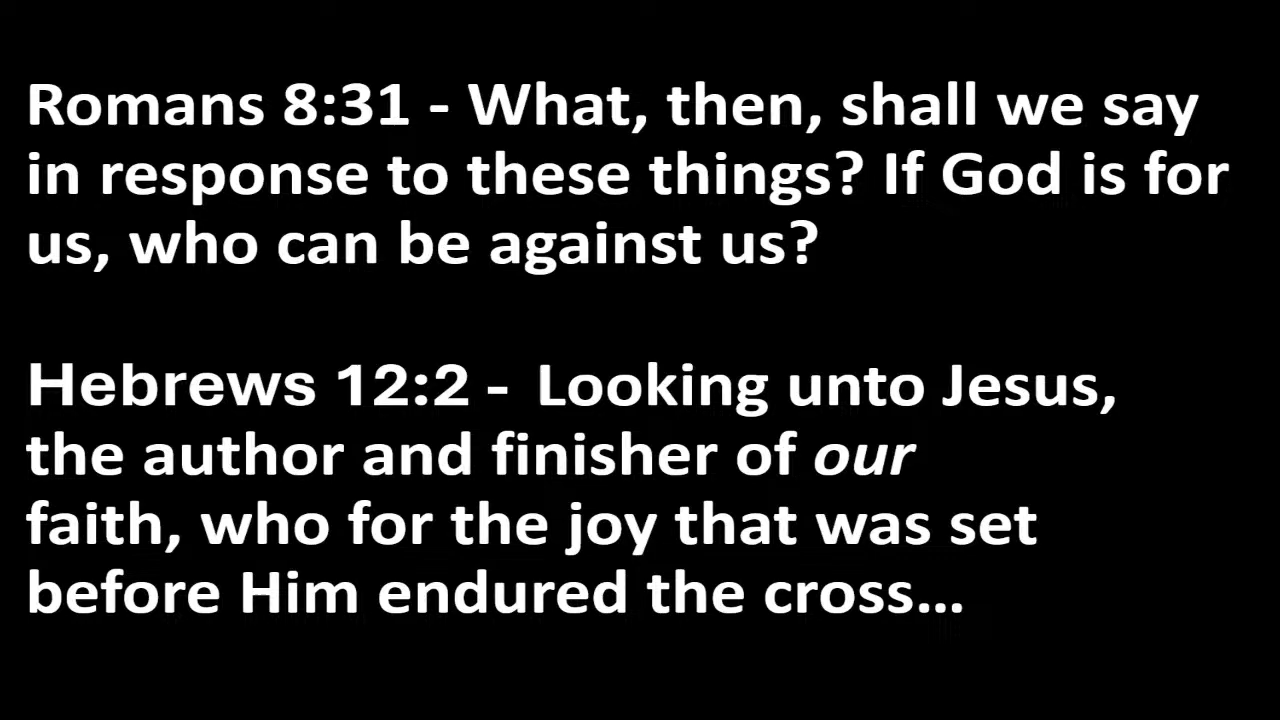 Romans 8:31 - What, then, shall we say
in response to these things? If God is for
us, who can be against us?
Hebrews 12:2 - Looking unto Jesus,
the author and finisher of our
faith, who for the joy that was set
before Him endured the cross...